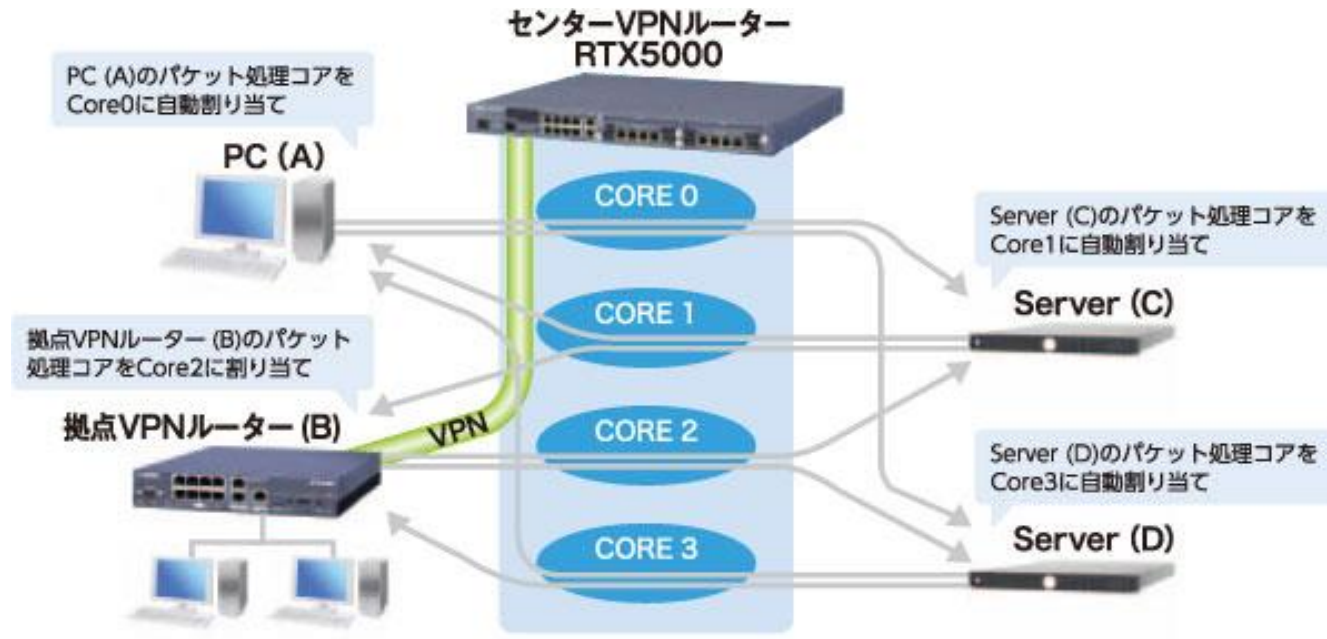 センターVPNルーター
RTX5000
PC (A)のパケット処理コアを
Core0に自動割り当て
PC (A)
CORE 0
Server (C)のパケット処理コアを
Core1に自動割り当て
Server (C)
CORE 1
拠点VPNルーター (B)のパケット
処理コアをCore2に割り当て
拠点VPNルーター (B)
VPN
CORE 2
Server (D)のパケット処理コアを
Core3に自動割り当て
Server (D)
CORE 3